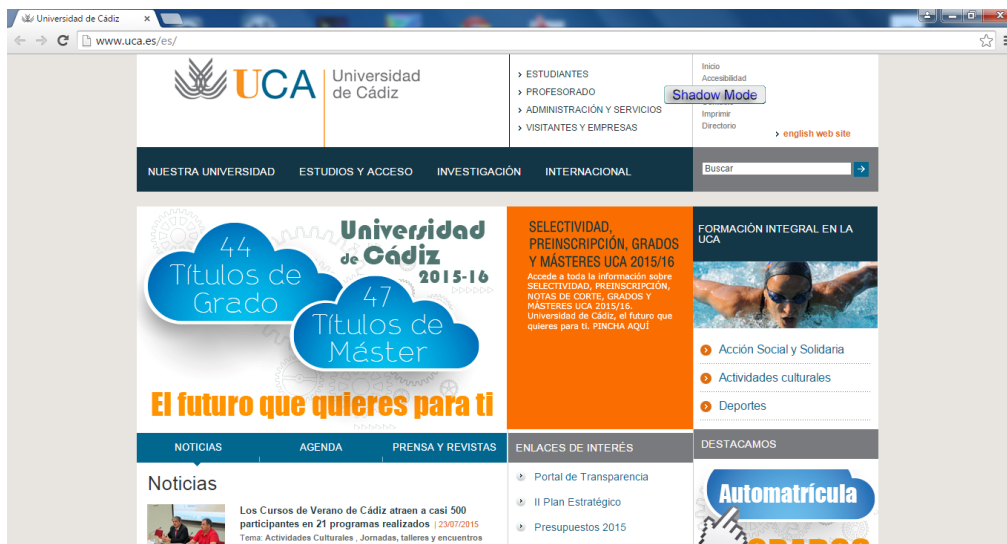 Universidad de Cádiz
www.uca.es/es/
UCA
Universidad
de Cádiz
ESTUDIANTES
PROFESORADO
ADMINISTRACIÓN Y SERVICIOS
VISITANTES Y EMPRESAS
Inicio
Accesibilidad
Shadow Mode
Imprimir
Directorio
english web site
NUESTRA UNIVERSIDAD
ESTUDIOS Y ACCESO
INVESTIGACIÓN
INTERNACIONAL
Buscar
44
Títulos de
Grado
47
Títulos de
Máster
Universidad
de Cádiz
2015-16
El futuro que quieres para ti
SELECTIVIDAD,
PREINSCRIPCIÓN, GRADOS
Y MÁSTERES UCA 2015/16
Accede a toda la información sobre
SELECTIVIDAD, PREINSCRIPCIÓN,
NOTAS DE CORTE, GRADOS Y
MÁSTERES UCA 2015/16.
Universidad de Cádiz, el futuro que
quieres para ti. PINCHA AQUÍ
FORMACIÓN INTEGRAL EN LA
UCA
Acción Social y Solidaria
Actividades culturales
Deportes
NOTICIAS
AGENDA
PRENSA Y REVISTAS
Noticias
Los Cursos de Verano de Cádiz atraen a casi 500
participantes en 21 programas realizados | 23/07/2015
Tema: Actividades Culturales , Jornadas, talleres y encuentros
ENLACES DE INTERÉS
Portal de Transparencia
II Plan Estratégico
Presupuestos 2015
DESTACAMOS
Automatrícula
GRADOS